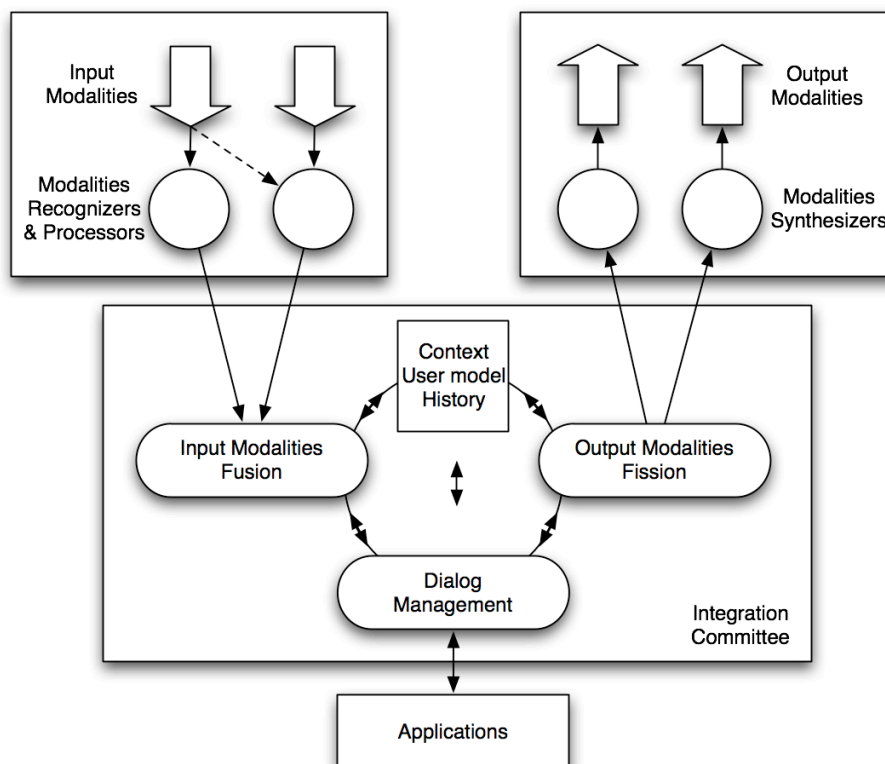 Input
Modalities
Modalities
Recognizers
& Processors
Output
Modalities
Modalities
Synthesizers
Context
User model
History
Input Modalities
Fusion
Output Modalities
Fission
Dialog
Management
Integration
Committee
Applications